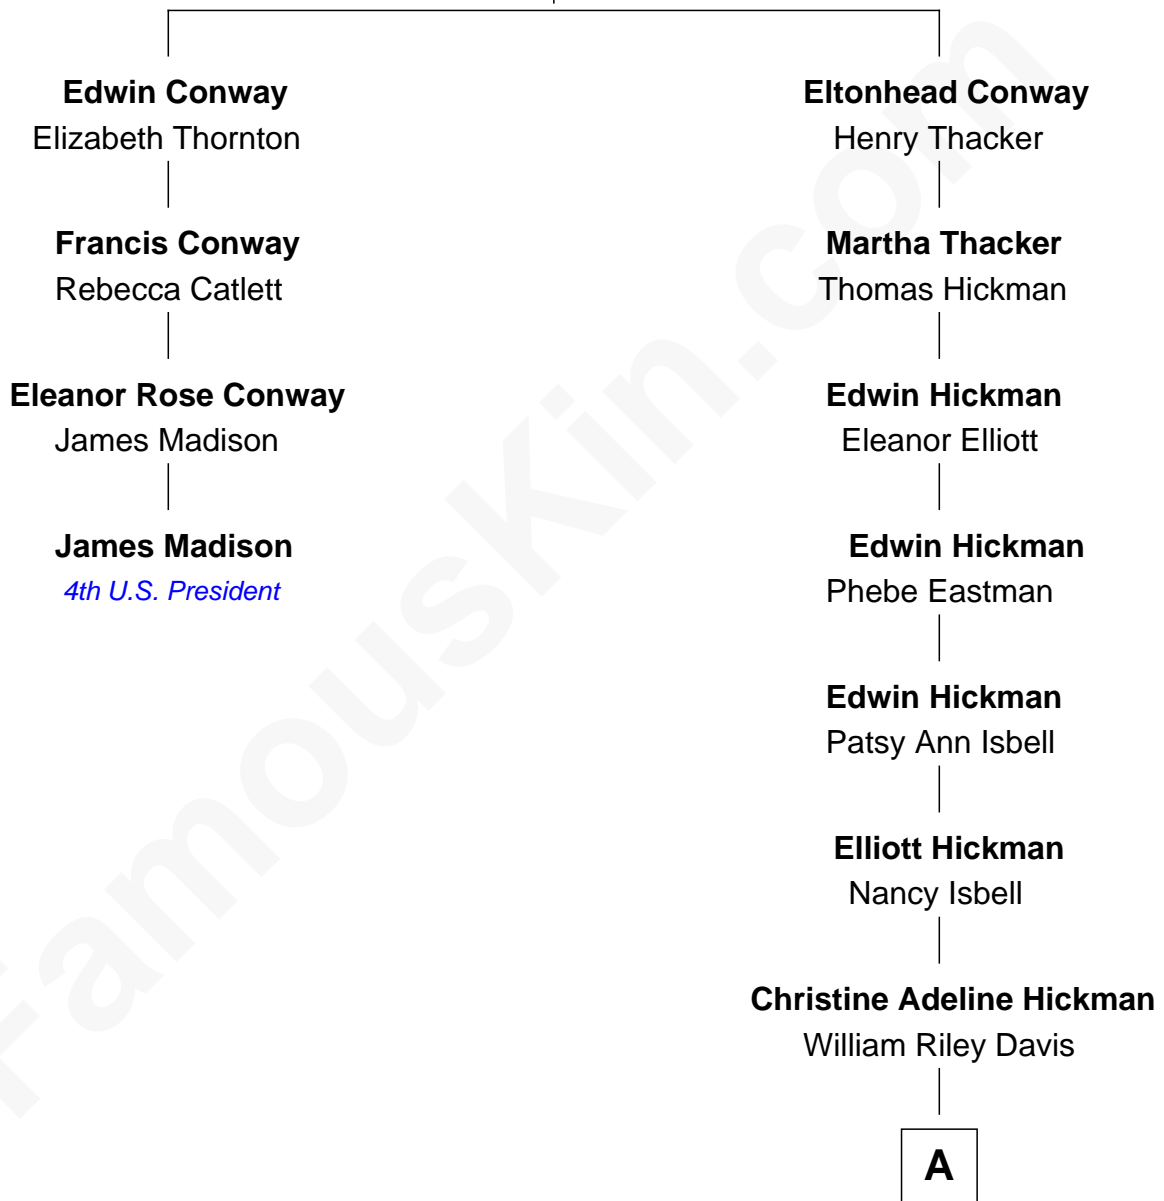 Edwin Conway
Elizabeth Thornton
Francis Conway
Rebecca Catlett
Eleanor Rose Conway
James Madison
James Madison
4th U.S. President
Eltonhead Conway
Henry Thacker
Martha Thacker
Thomas Hickman
Edwin Hickman
Eleanor Elliott
Edwin Hickman
Phebe Eastman
Edwin Hickman
Patsy Ann Isbell
Elliott Hickman
Nancy Isbell
Christine Adeline Hickman
William Riley Davis
A
FamousKin.com